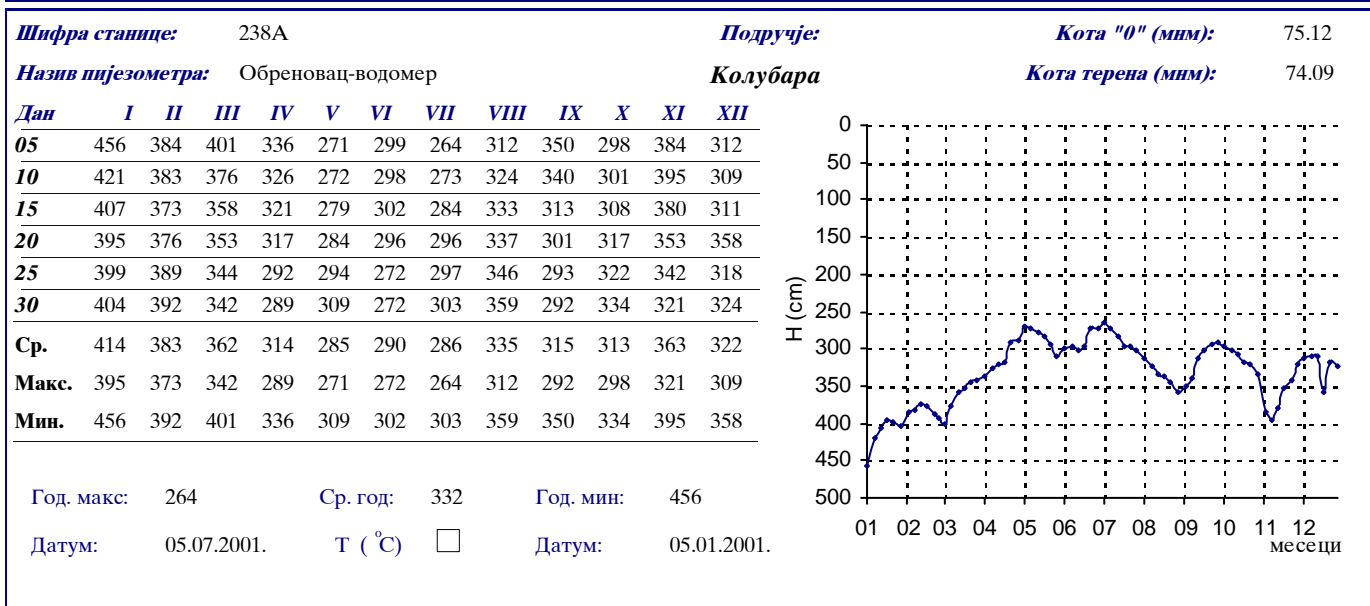 Шифра станице: 238А Подручје: Кота "0" (мнм): 75.12
Назив пијезометра: Обреновац-водомер Колубара Кота терена (мнм): 74.09
Дан I II III IV V VI VII VIII IX X XI XII
05 456 384 401 336 271 299 264 312 350 298 384 312
10 421 383 376 326 272 298 273 324 340 301 395 309
15 407 373 358 321 279 302 284 333 313 308 380 311
20 395 376 353 317 284 296 296 337 301 317 353 358
25 399 389 344 292 294 272 297 346 293 322 342 318
30 404 392 342 289 309 272 303 359 292 334 321 324
Ср. 414 383 362 314 285 290 286 335 315 313 363 322
Макс. 395 373 342 289 271 272 264 312 292 298 321 309
Мин. 456 392 401 336 309 302 303 359 350 334 395 358
Год. макс: 264 Ср. год: 332 Год. мин: 456
Датум: 05.07.2001. T ( °C) Датум: 05.01.2001.
0
50
100
150
200
250
300
350
400
450
500
H (cm)
01 02 03 04 05 06 07 08 09 10 11 12
месеци